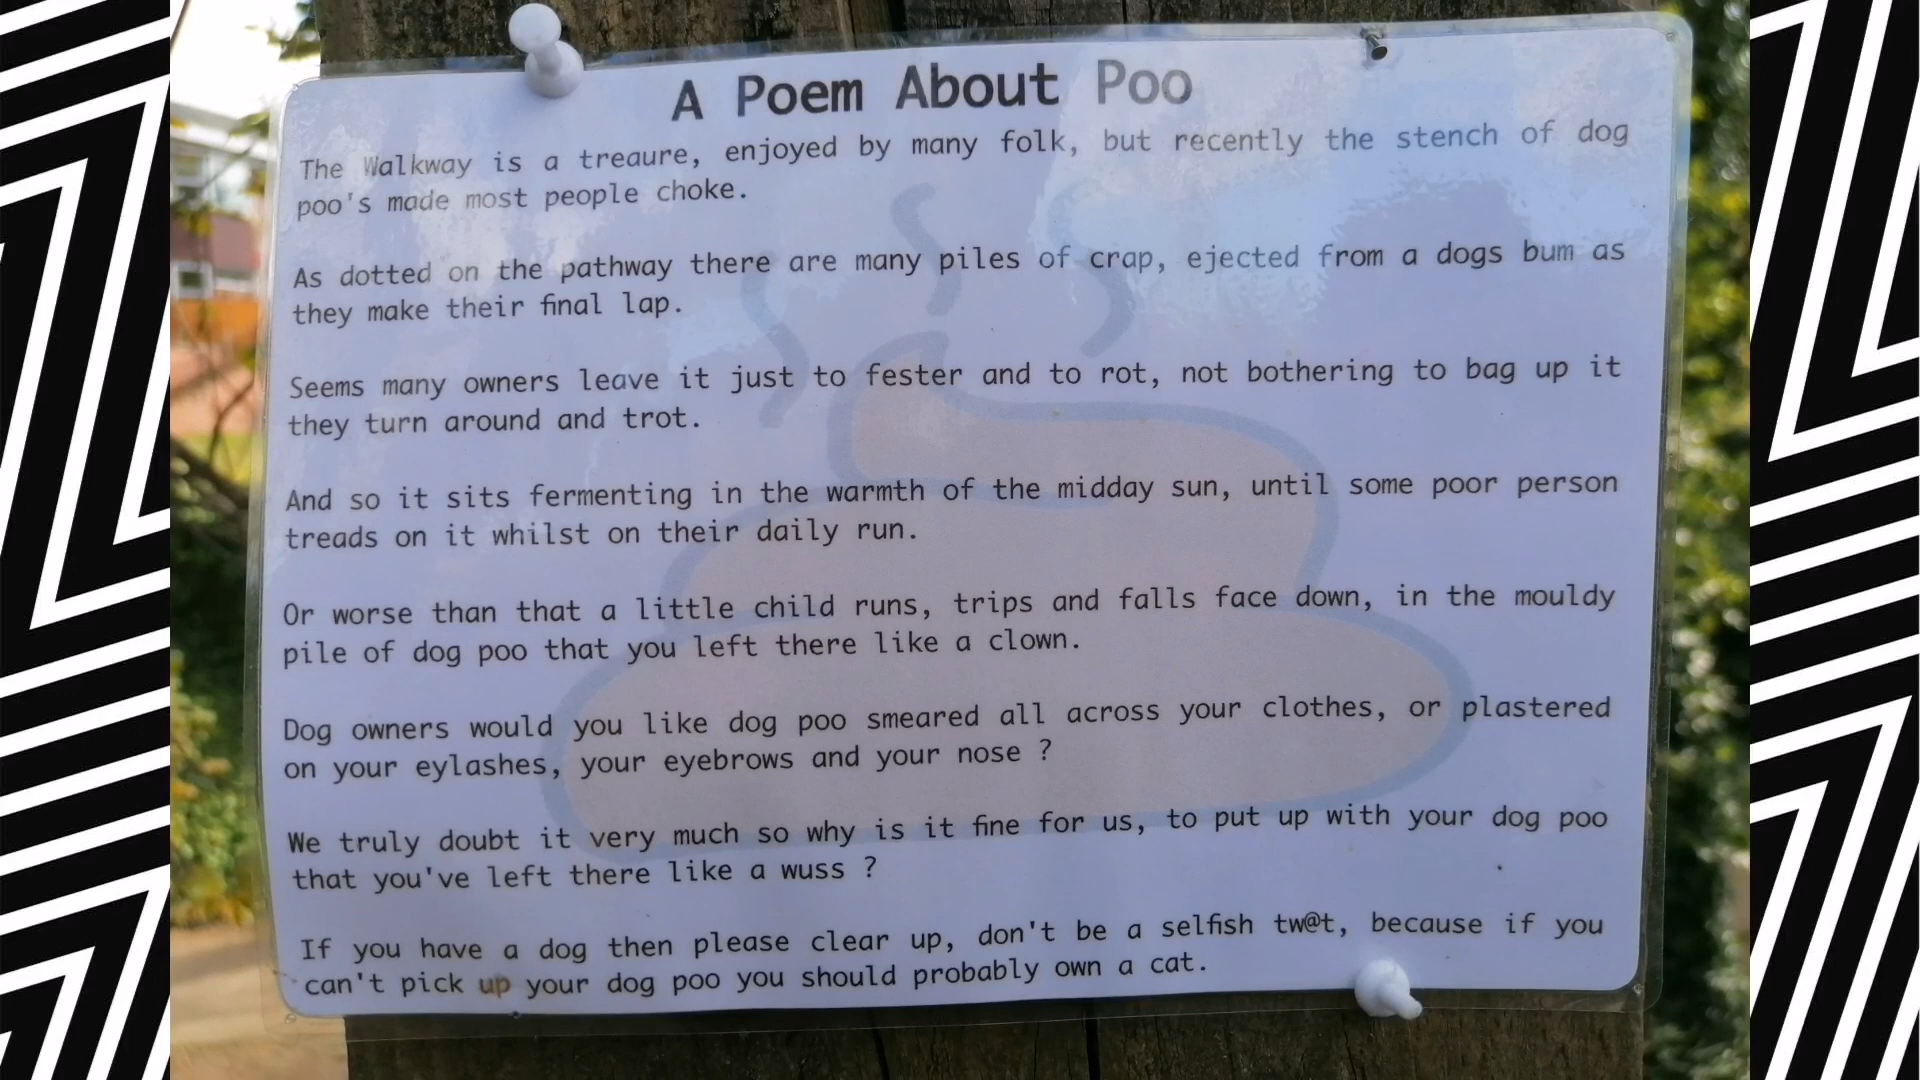 A Poem About Poo
The Walkway is a treaure, enjoyed by many folk, but recently the stench of dog
poo's made most people choke.
As dotted on the pathway there are many piles of crap, ejected from a dogs bum as
they make their final lap.
Seems many owners leave it just to fester and to rot, not bothering to bag up it
they turn around and trot.
And so it sits fermenting in the warmth of the midday sun, until some poor person
treads on it whilst on their daily run.
Or worse than that a little child runs, trips and falls face down, in the mouldy
pile of dog poo that you left there like a clown.
Dog owners would you like dog poo smeared all across your clothes, or plastered
on your eylashes, your eyebrows and your nose ?
We truly doubt it very much so why is it fine for us, to put up with your dog poo
that you've left there like a wuss ?
If you have a dog then please clear up, don't be a selfish tw@t, because if you
can't pick up your dog poo you should probably own a cat.